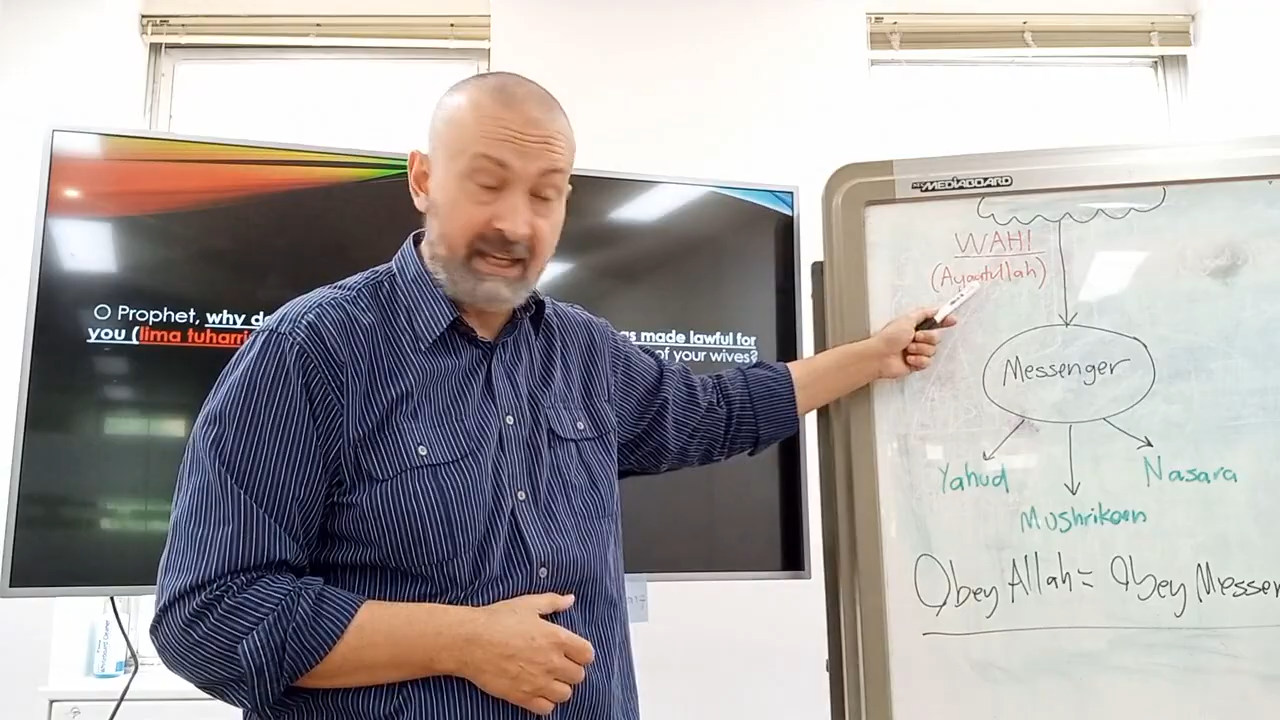 O Prophet, why do
you (lima tuharri
as made lawful for
of your wives?
MEDIABOARD
WAHI
(Ayaatullah)
Messenger
Yahud
Nasara
Mushrikeen
Obey Allah = Obey Messen